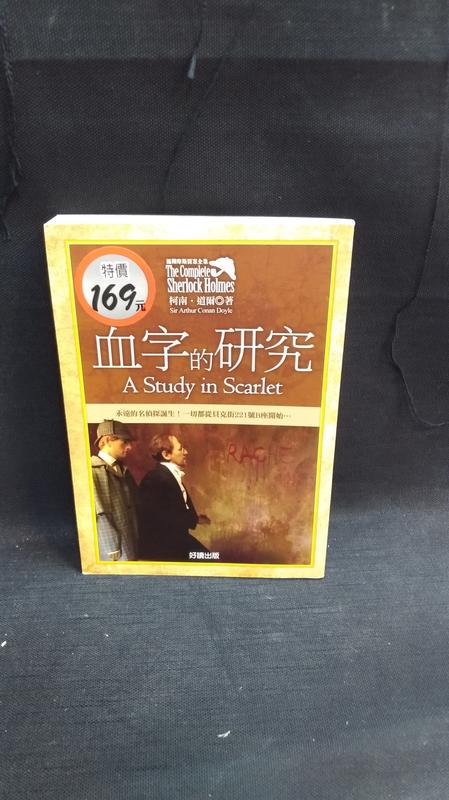 特價
169元
福爾摩斯探案全集
The Complete
Sherlock Holmes
柯南・道爾◎著
Sir Arthur Conan Doyle
血字的研究
A Study in Scarlet
永遠的名偵探誕生！一切都從貝克街221號B座開始…
RACHE
好讀出版